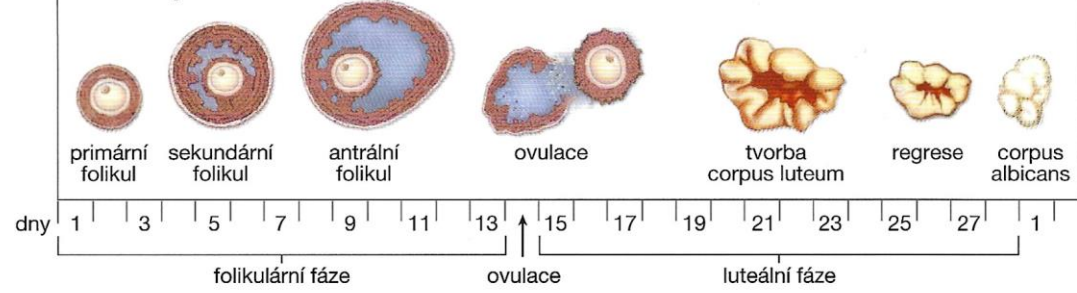 primární
folikul
sekundární
folikul
antrální
folikul
ovulace
tvorba
corpus luteum
regrese
corpus
albicans
dny 1 3 5 7 9 11 13 15 17 19 21 23 25 27 1
folikulární fáze ovulace luteální fáze